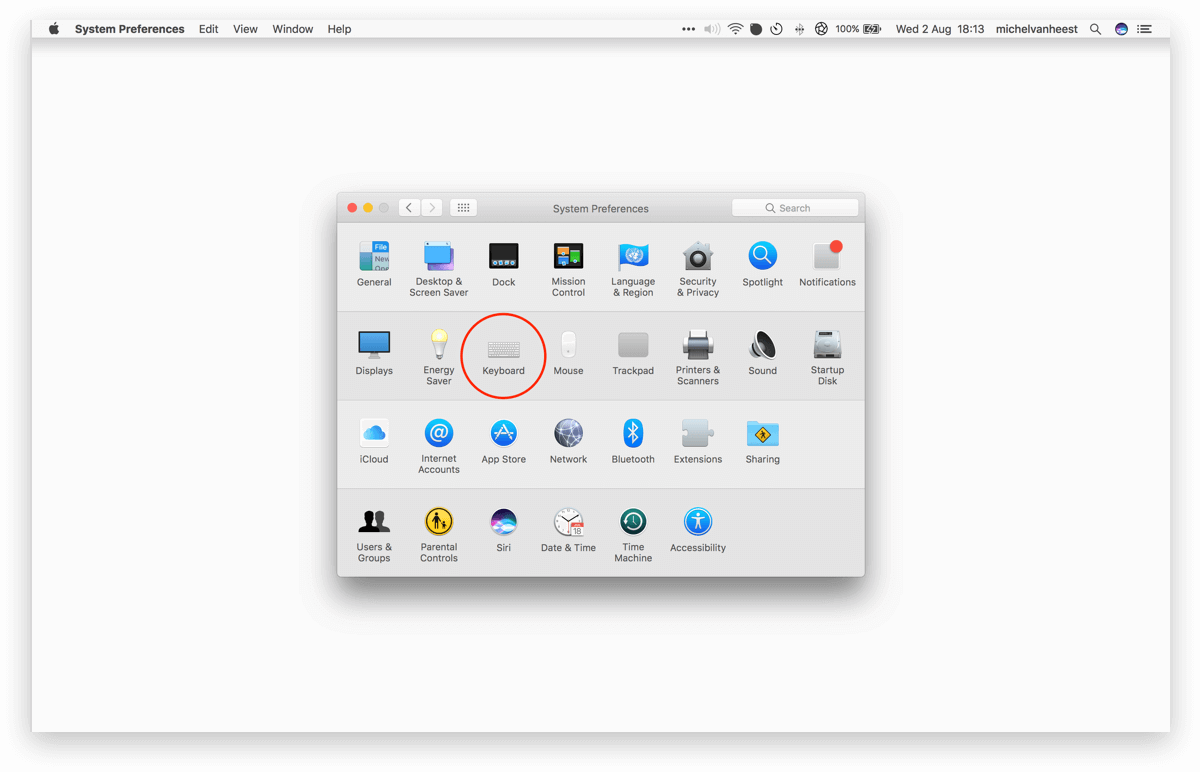 System Preferences Edit View Window Help 100% Wed 2 Aug 18:13 michelvanheest
System Preferences Search
File
New
Ope
General
Desktop &
Screen Saver
Dock
Mission
Control
Language
& Region
Security
& Privacy
Spotlight
Notifications
Displays
Energy
Saver
Keyboard
Mouse
Trackpad
Printers &
Scanners
Sound
Startup
Disk
iCloud
@
Internet
Accounts
App Store
Network
Bluetooth
Extensions
Sharing
Users &
Groups
Parental
Controls
Siri
18
Date & Time
Time
Machine
Accessibility